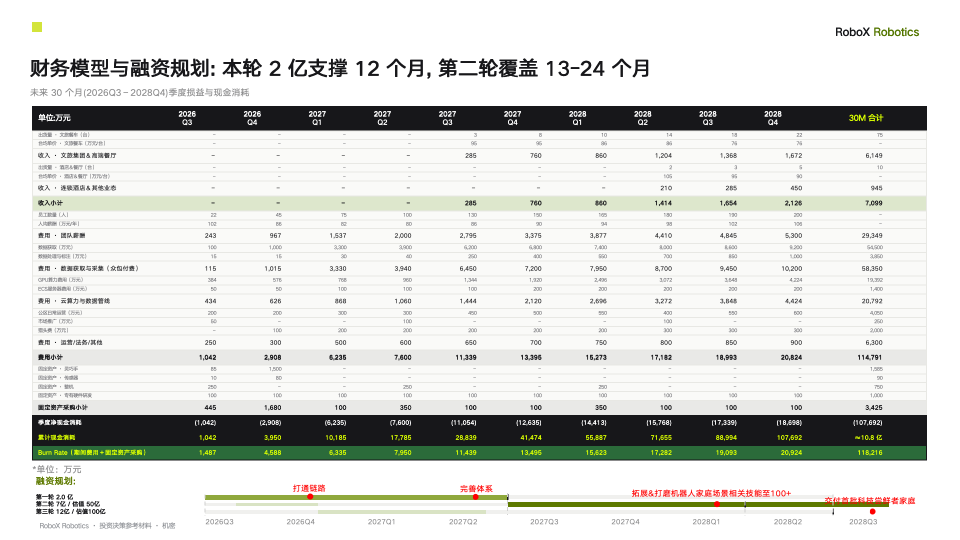 RoboX Robotics
财务模型与融资规划: 本轮 2 亿支撑 12 个月, 第二轮覆盖 13-24 个月
未来 30 个月(2026Q3 – 2028Q4)季度损益与现金消耗
单位:万元 2026 Q3 2026 Q4 2027 Q1 2027 Q2 2027 Q3 2027 Q4 2028 Q1 2028 Q2 2028 Q3 2028 Q4 30M 合计
出货量 · 文旅餐车 (台) – – – – 3 8 10 14 18 22 75
台均单价 · 文旅餐车 (万元/台) – – – – 95 95 86 86 76 76 –
收入 · 文旅集团&高端餐厅 – – – – 285 760 860 1,204 1,368 1,672 6,149
出货量 · 酒店&餐厅 (台) – – – – – – – 2 3 5 10
台均单价 · 酒店&餐厅 (万元/台) – – – – – – – 105 95 90 –
收入 · 连锁酒店&其他业态 – – – – – – – 210 285 450 945
收入小计 – – – – 285 760 860 1,414 1,654 2,126 7,099
员工数量 (人) 22 45 75 100 130 150 165 180 190 200 –
人均薪酬 (万元/年) 102 86 82 80 86 90 94 98 102 106 –
费用 · 团队薪酬 243 967 1,537 2,000 2,795 3,375 3,877 4,410 4,845 5,300 29,349
数据获取 (万元) 100 1,000 3,300 3,900 6,200 6,800 7,400 8,000 8,600 9,200 54,500
数据处理与标注 (万元) 15 15 30 40 250 400 550 700 850 1,000 3,850
费用 · 数据获取与采集 (众包付费) 115 1,015 3,330 3,940 6,450 7,200 7,950 8,700 9,450 10,200 58,350
GPU算力费用 (万元) 384 576 768 960 1,344 1,920 2,496 3,072 3,648 4,224 19,392
ECS服务器费用 (万元) 50 50 100 100 100 200 200 200 200 200 1,400
费用 · 云算力与数据管线 434 626 868 1,060 1,444 2,120 2,696 3,272 3,848 4,424 20,792
公区日常运营 (万元) 200 200 300 300 450 500 550 400 550 600 4,050
市场推广 (万元) 50 – – 100 – – – 100 – – 250
猎头费 (万元) – 100 200 200 200 200 200 300 300 300 2,000
费用 · 运营/法务/其他 250 300 500 600 650 700 750 800 850 900 6,300
费用小计 1,042 2,908 6,235 7,600 11,339 13,395 15,273 17,182 18,993 20,824 114,791
固定资产 · 灵巧手 85 1,500 – – – – – – – – 1,585
固定资产 · 传感器 10 80 – – – – – – – – 90
固定资产 · 整机 250 – – 250 – – 250 – – – 750
固定资产 · 专有硬件研发 100 100 100 100 100 100 100 100 100 100 1,000
固定资产采购小计 445 1,680 100 350 100 100 350 100 100 100 3,425
季度净现金消耗 (1,042) (2,908) (6,235) (7,600) (11,054) (12,635) (14,413) (15,768) (17,339) (18,698) (107,692)
累计现金消耗 1,042 3,950 10,185 17,785 28,839 41,474 55,887 71,655 88,994 107,692 ≈10.8 亿
Burn Rate (期间费用+固定资产采购) 1,487 4,588 6,335 7,950 11,439 13,495 15,623 17,282 19,093 20,924 118,216
*单位: 万元
融资规划:
打通链路 完善体系 拓展&打磨机器人家庭场景相关技能至100+
第一轮 2.0 亿
第二轮 7亿 / 估值 50亿 交付首批科技尝鲜者家庭
第三轮 12亿 / 估值100亿
2026Q3 2026Q4 2027Q1 2027Q2 2027Q3 2027Q4 2028Q1 2028Q2 2028Q3
RoboX Robotics · 投资决策参考材料 · 机密